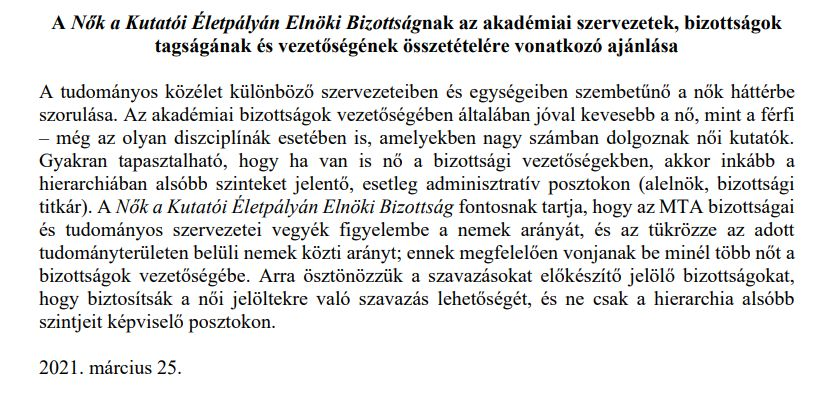 A Nők a Kutatói Életpályán Elnöki Bizottságnak az akadémiai szervezetek, bizottságok
tagságának és vezetőségének összetételére vonatkozó ajánlása
A tudományos közélet különböző szervezeteiben és egységeiben szembetűnő a nők háttérbe
szorulása. Az akadémiai bizottságok vezetőségében általában jóval kevesebb a nő, mint a férfi
– még az olyan diszciplínák esetében is, amelyekben nagy számban dolgoznak női kutatók.
Gyakran tapasztalható, hogy ha van is nő a bizottsági vezetőségekben, akkor inkább a
hierarchiában alsóbb szinteket jelentő, esetleg adminisztratív posztokon (alelnök, bizottsági
titkár). A Nők a Kutatói Életpályán Elnöki Bizottság fontosnak tartja, hogy az MTA bizottságai
és tudományos szervezetei vegyék figyelembe a nemek arányát, és az tükrözze az adott
tudományterületen belüli nemek közti arányt; ennek megfelelően vonjanak be minél több nőt a
bizottságok vezetőségébe. Arra ösztönözzük a szavazásokat előkészítő jelölő bizottságokat,
hogy biztosítsák a női jelöltekre való szavazás lehetőségét, és ne csak a hierarchia alsóbb
szintjeit képviselő posztokon.
2021. március 25.